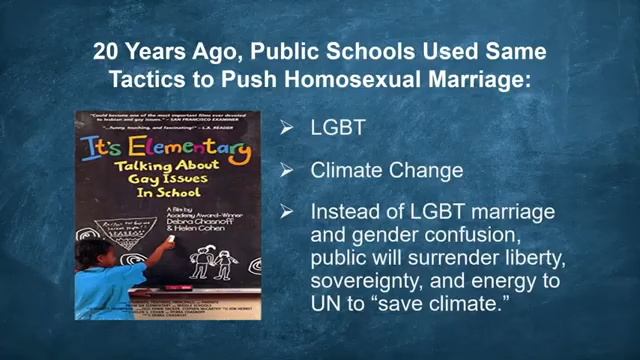 20 Years Ago, Public Schools Used Same
Tactics to Push Homosexual Marriage:
"Could become one of the most important films ever devoted
to lesbian and gay issues." - SAN FRANCISCO EXAMINER
"...funny, touching, and fascinating!" - L.A. READER
It's Elementary
Talking About
Gay Issues
In School
A film by
Academy Award-Winner
Debra Chasnoff
& Helen Cohen
➢ LGBT
➢ Climate Change
➢ Instead of LGBT marriage
and gender confusion,
public will surrender liberty,
sovereignty, and energy to
UN to “save climate.”